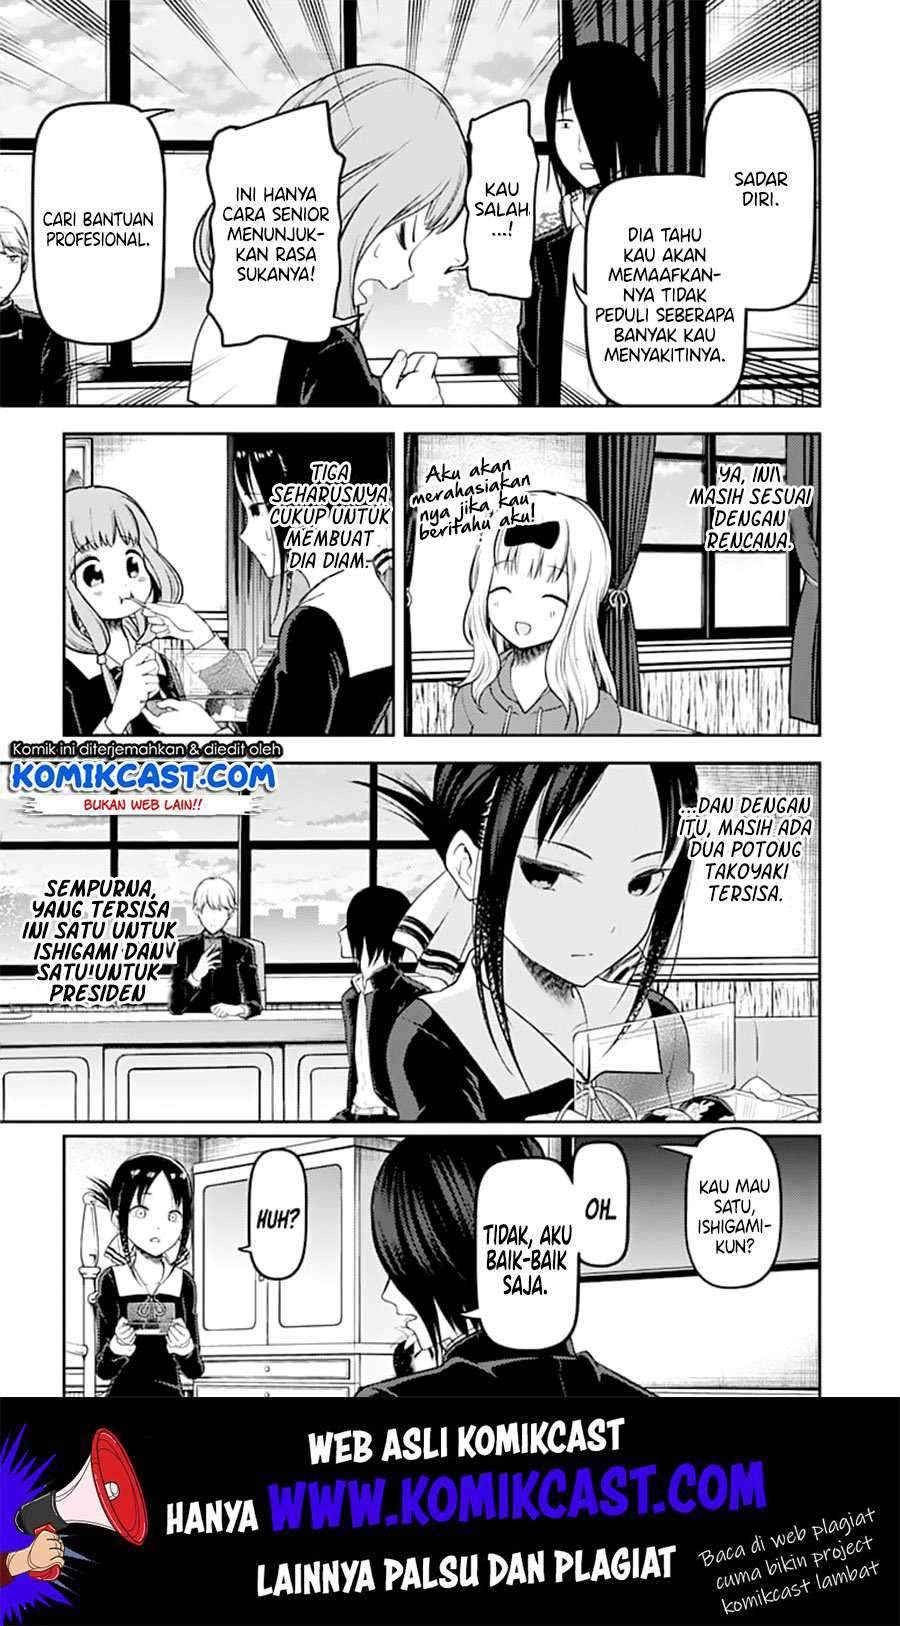 SADAR
DIRI.
DIA TAHU
KAU AKAN
MEMAAFKAN-
NYA TIDAK
PEDULI SEBERAPA
BANYAK KAU
MENYAKITINYA.
KAU
SALAH
...!
INI HANYA
CARA SENIOR
MENUNJUK-
KAN RASA
SUKANYA!
CARI BANTUAN
PROFESIONAL.
YA, INI
MASIH SESUAI
DENGAN
RENCANA.
Aku akan
merahasiakan
nya jika kau
beritahu aku!
TIGA
SEHARUSNYA
CUKUP UNTUK
MEMBUAT
DIA DIAM.
Komik ini diterjemahkan & diedit oleh
KOMIKCAST.COM
BUKAN WEB LAIN!!
...DAN DENGAN
ITU, MASIH ADA
DUA POTONG
TAKOYAKI
TERSISA.
SEMPURNA,
YANG TERSISA
INI SATU UNTUK
ISHIGAMI DAN
SATU UNTUK
PRESIDEN
KAU MAU
SATU,
ISHIGAMI-
KUN?
OH.
TIDAK, AKU
BAIK-BAIK
SAJA.
HUH?
WEB ASLI KOMIKCAST
HANYA WWW.KOMIKCAST.COM
LAINNYA PALSU DAN PLAGIAT
Baca di web plagiat
cuma bikin project
komikcast lambat